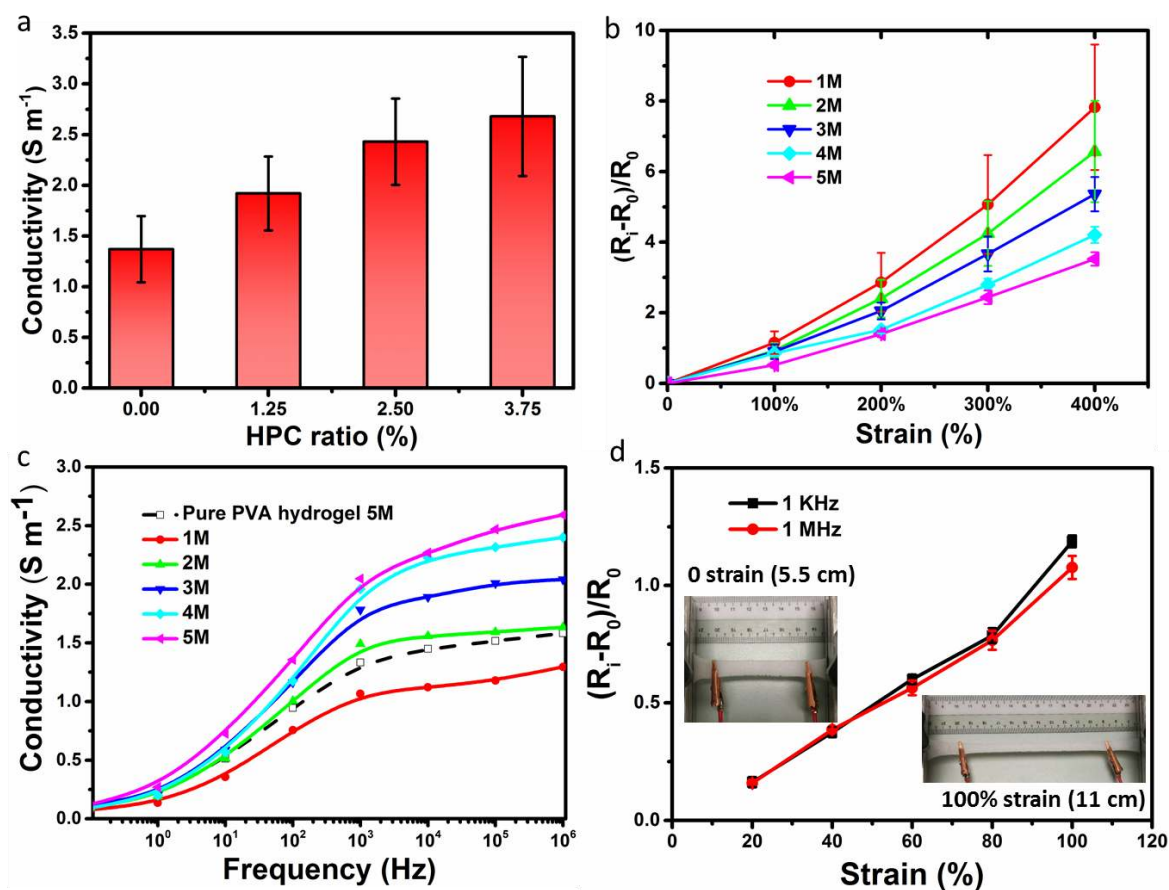 a
3.5
3.0
2.5
2.0
1.5
1.0
0.5
0.0
Conductivity (S m⁻¹)
0.00 1.25 2.50 3.75
HPC ratio (%)
b
10
8
6
4
2
0
(Rᵢ-R₀)/R₀
1M
2M
3M
4M
5M
0 100% 200% 300% 400%
Strain (%)
c
3.0
2.5
2.0
1.5
1.0
0.5
0.0
Conductivity (S m⁻¹)
Pure PVA hydrogel 5M
1M
2M
3M
4M
5M
10⁰ 10¹ 10² 10³ 10⁴ 10⁵ 10⁶
Frequency (Hz)
d
1.5
1.0
0.5
0.0
(Rᵢ-R₀)/R₀
1 KHz
1 MHz
0 strain (5.5 cm)
100% strain (11 cm)
0 20 40 60 80 100 120
Strain (%)